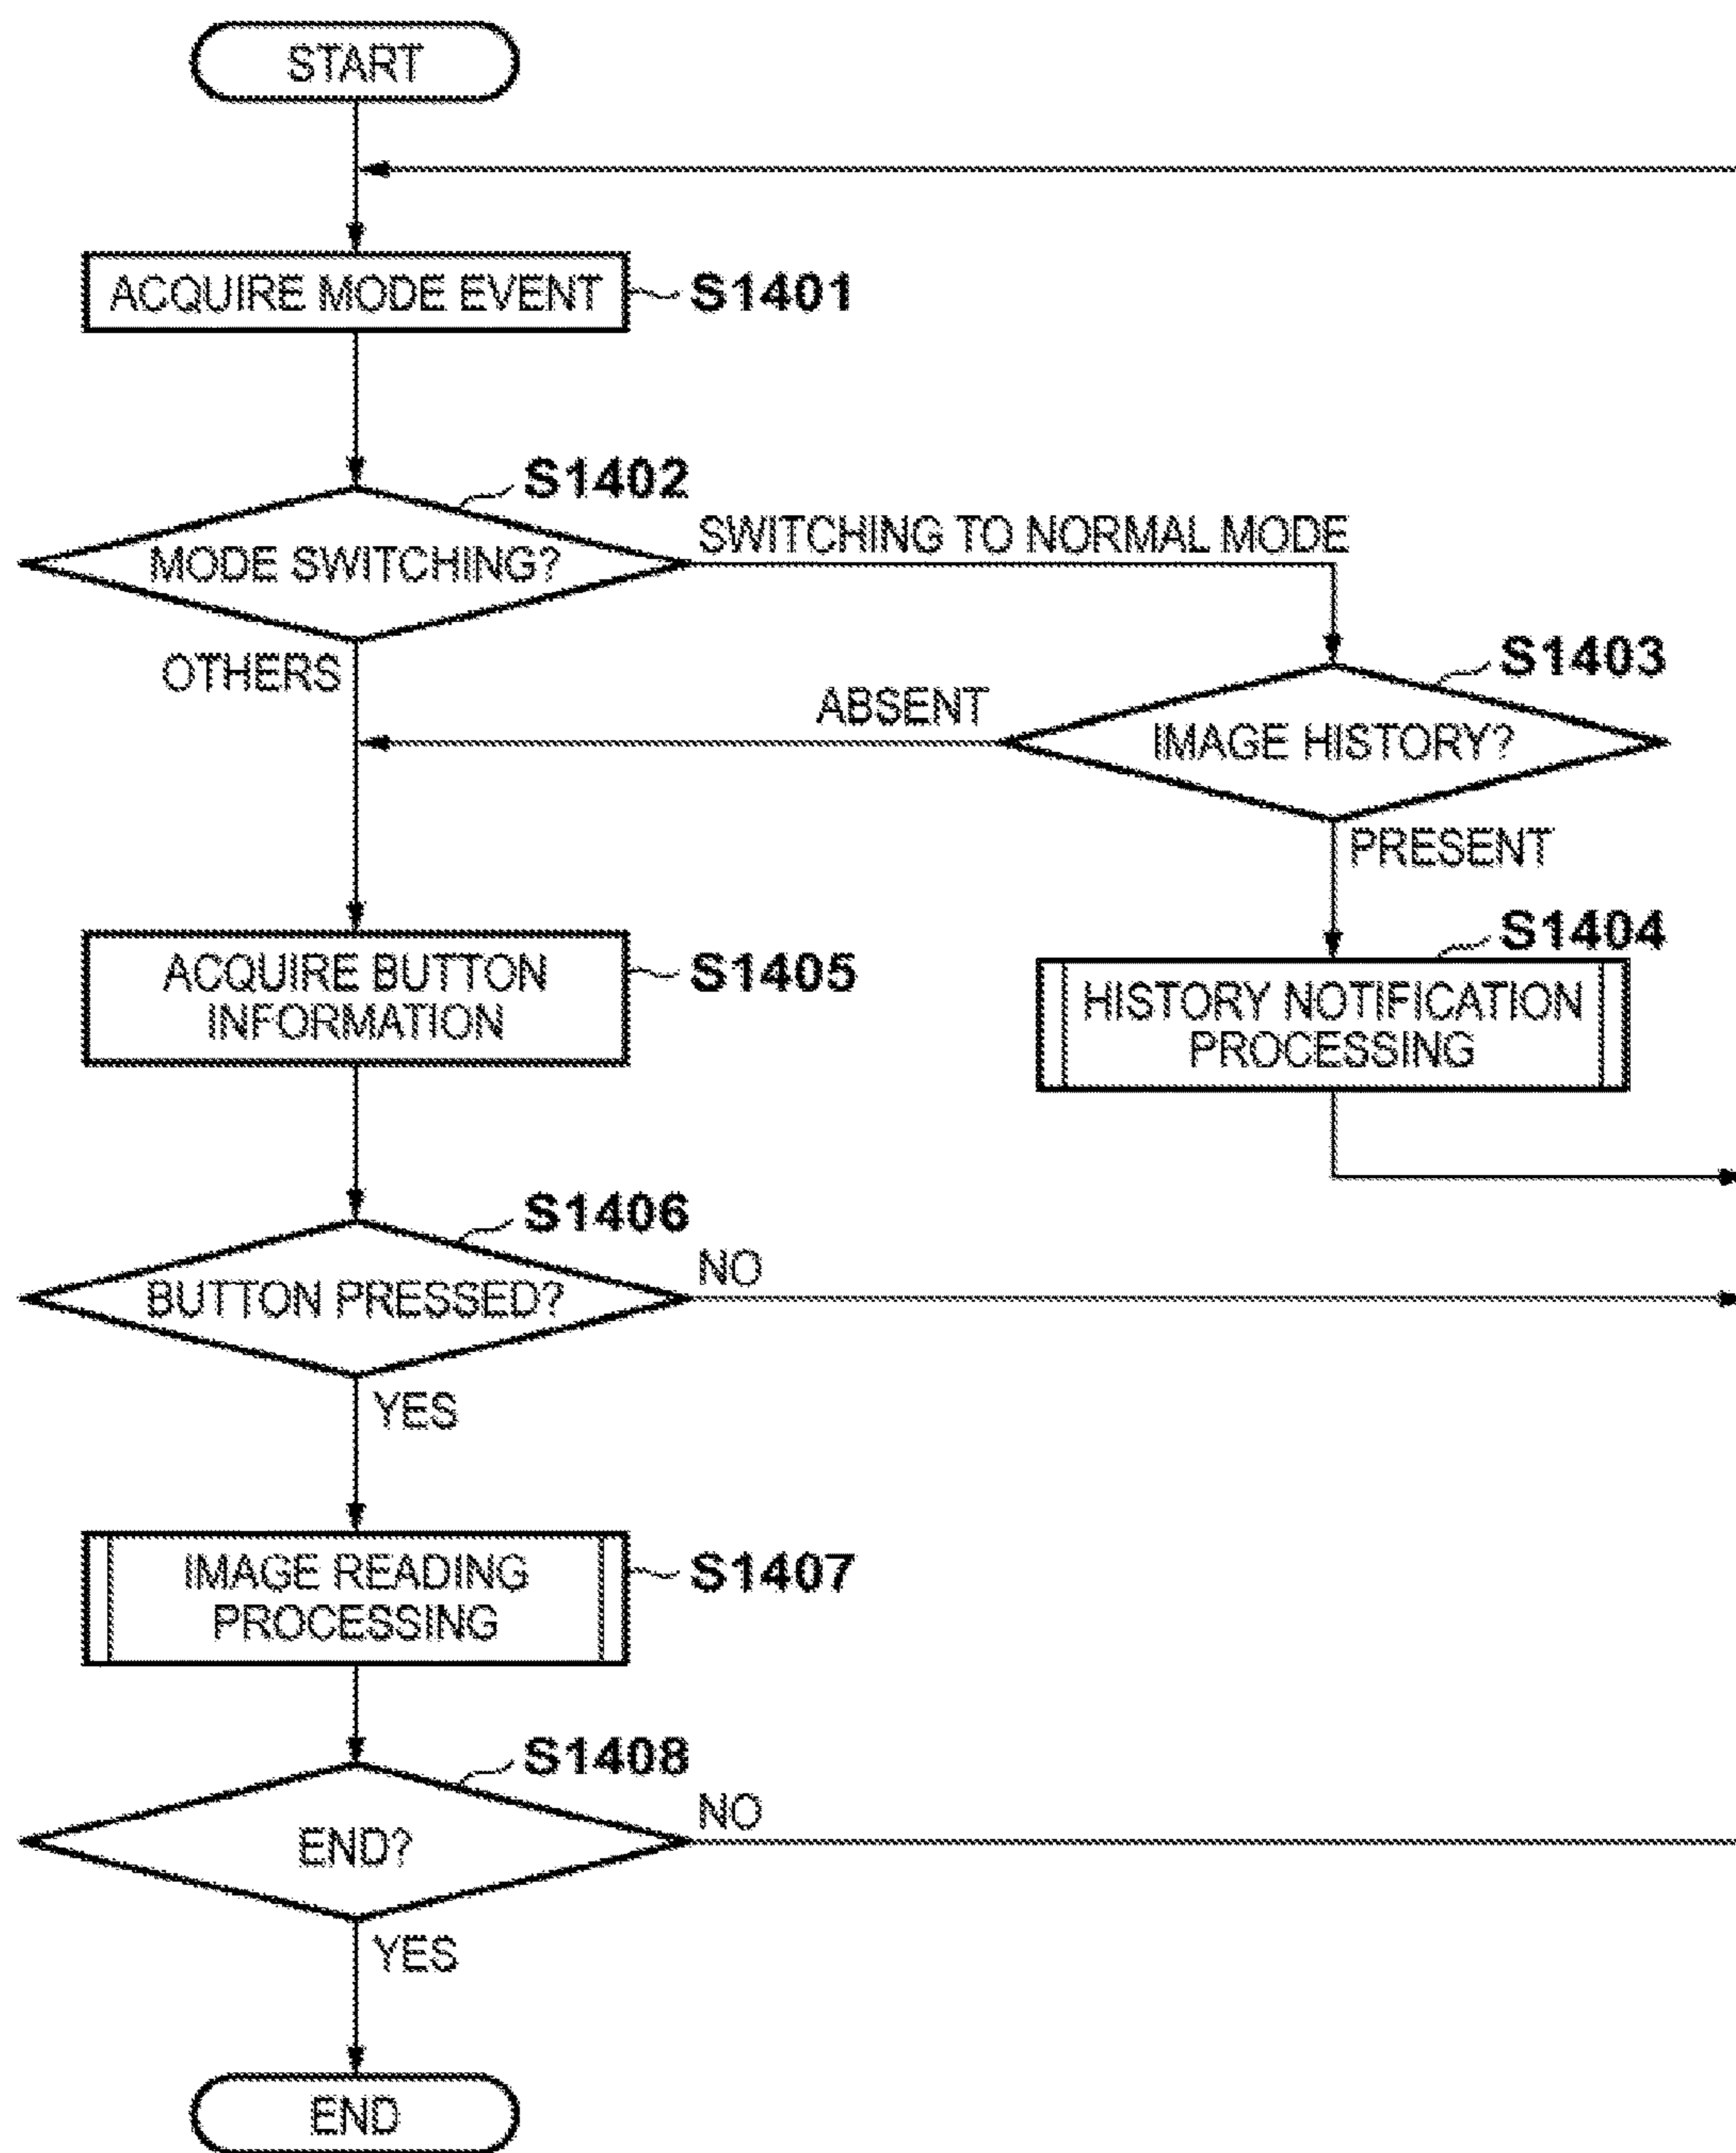 START
ACQUIRE MODE EVENT
S1401
S1402
MODE SWITCHING?
SWITCHING TO NORMAL MODE
OTHERS
S1403
IMAGE HISTORY?
ABSENT
PRESENT
S1404
HISTORY NOTIFICATION
PROCESSING
ACQUIRE BUTTON
INFORMATION
S1405
S1406
BUTTON PRESSED?
NO
YES
IMAGE READING
PROCESSING
S1407
S1408
END?
NO
YES
END